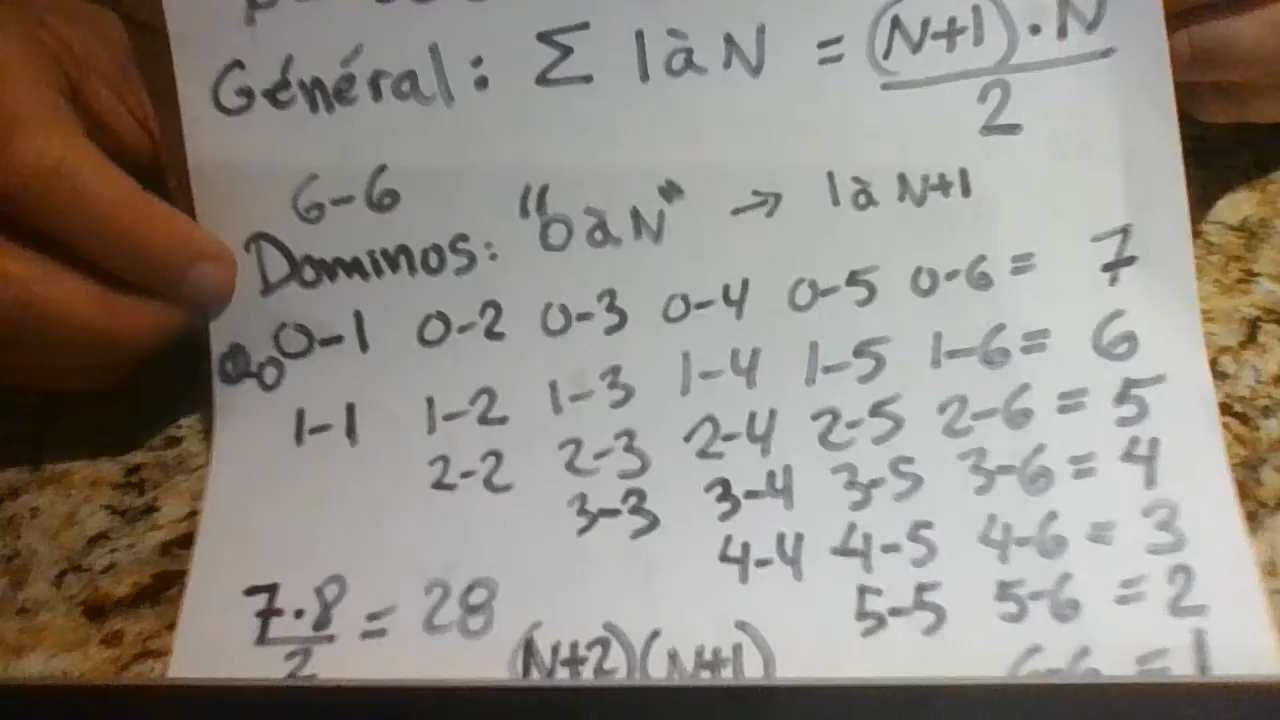 Général: Σ 1 à N = (N+1)·N / 2
6-6
Dominos: "0 à N" → 1 à N+1
0-0 0-1 0-2 0-3 0-4 0-5 0-6 = 7
1-1 1-2 1-3 1-4 1-5 1-6 = 6
2-2 2-3 2-4 2-5 2-6 = 5
3-3 3-4 3-5 3-6 = 4
4-4 4-5 4-6 = 3
5-5 5-6 = 2
6-6 = 1
7·8 / 2 = 28
(N+2)(N+1)